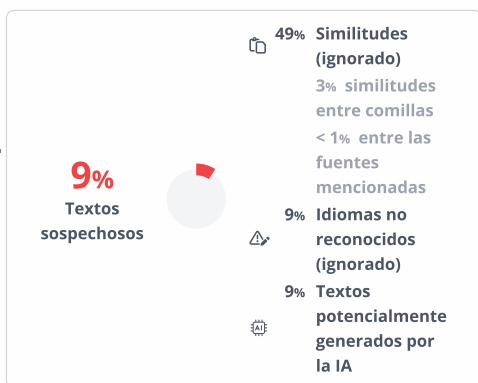 9%
Textos
sospechosos
49% Similitudes
(ignorado)
3% similitudes
entre comillas
< 1% entre las
fuentes
mencionadas
9% Idiomas no
reconocidos
(ignorado)
AI
9% Textos
potencialmente
generados por
la IA